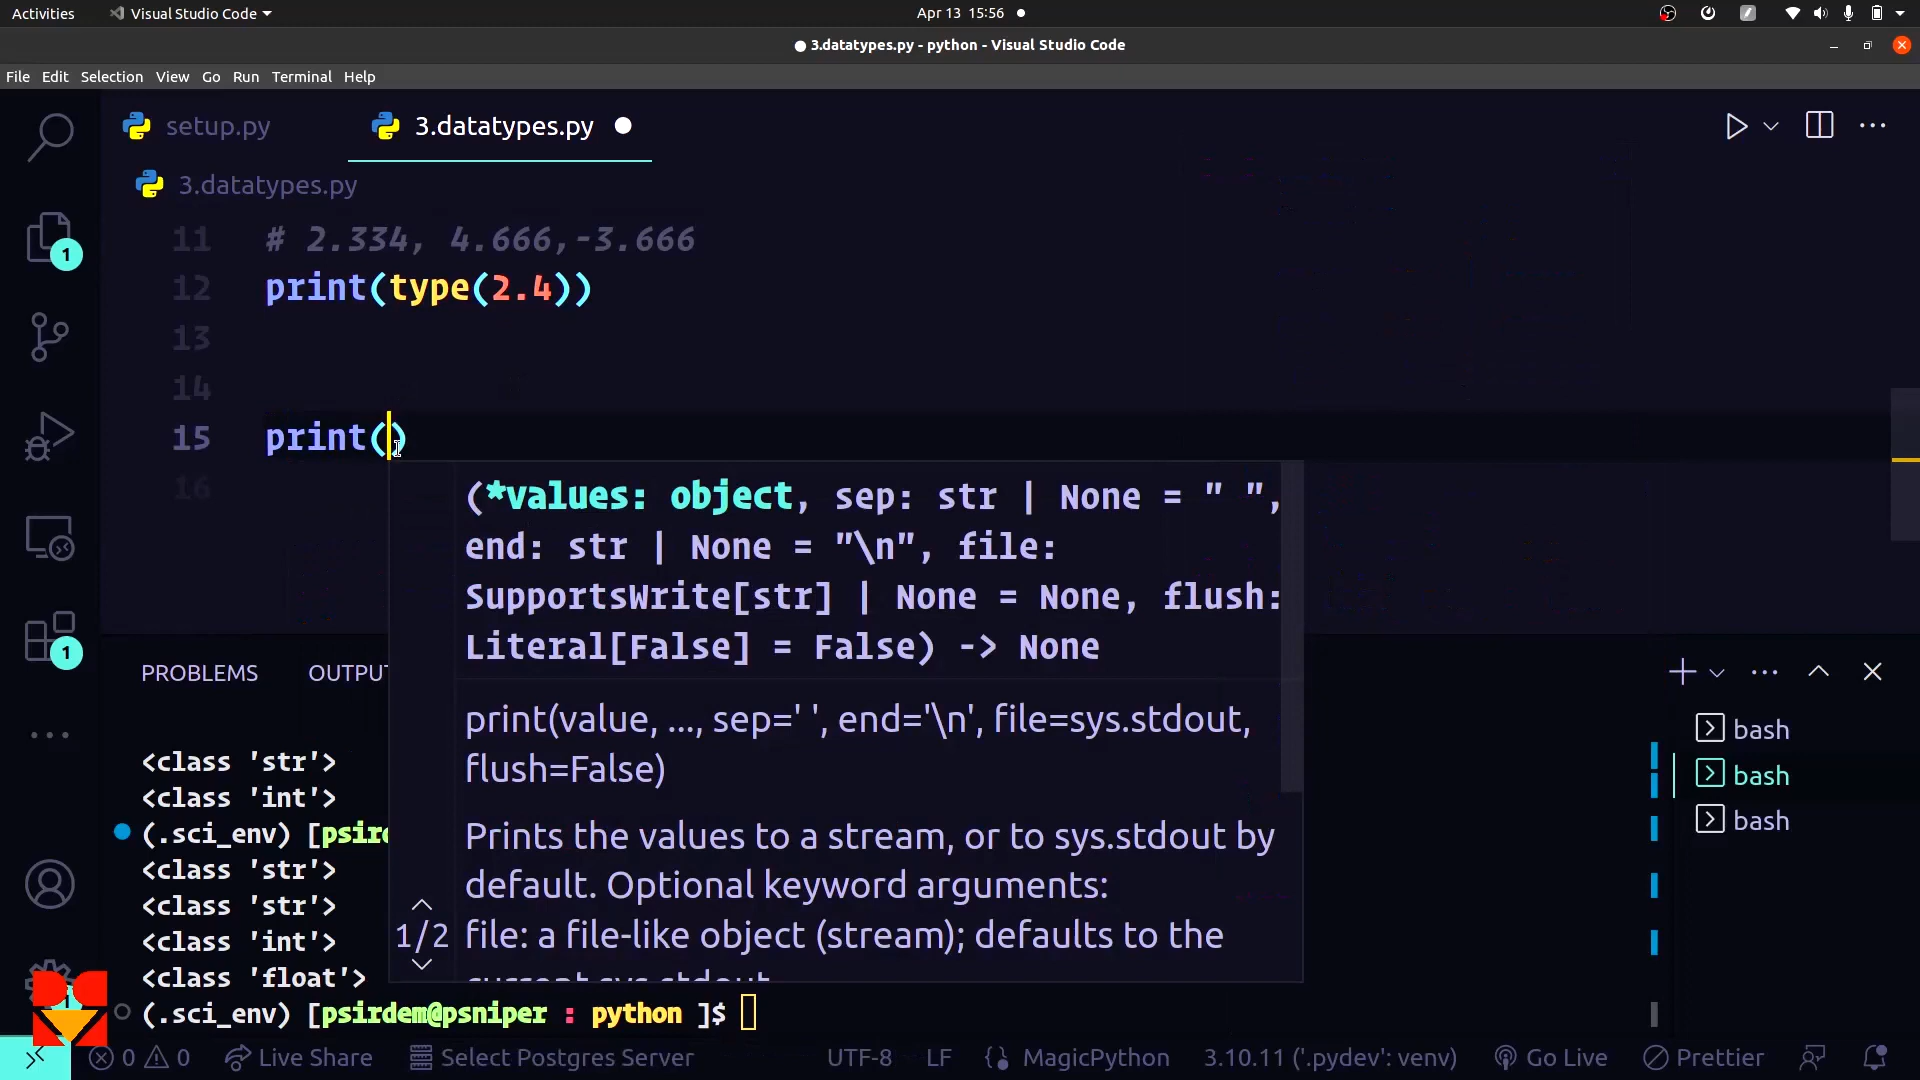 Activities
Visual Studio Code
Apr 13 15:56
3.datatypes.py - python - Visual Studio Code
File Edit Selection View Go Run Terminal Help
setup.py
3.datatypes.py
3.datatypes.py
1
11 # 2.334, 4.666,-3.666
12 print(type(2.4))
13
14
15 print()
16
(*values: object, sep: str | None = " ",
end: str | None = "\n", file:
SupportsWrite[str] | None = None, flush:
Literal[False] = False) -> None
print(value, ..., sep=' ', end='\n', file=sys.stdout,
flush=False)
Prints the values to a stream, or to sys.stdout by
default. Optional keyword arguments:
file: a file-like object (stream); defaults to the
current sys.stdout
1/2
1
PROBLEMS OUTPU
<class 'str'>
<class 'int'>
(.sci_env) [psird
<class 'str'>
<class 'str'>
<class 'int'>
<class 'float'>
(.sci_env) [psirdem@psniper : python ]$
bash
bash
bash
0 0 Live Share Select Postgres Server UTF-8 LF MagicPython 3.10.11 ('.pydev': venv) Go Live Prettier